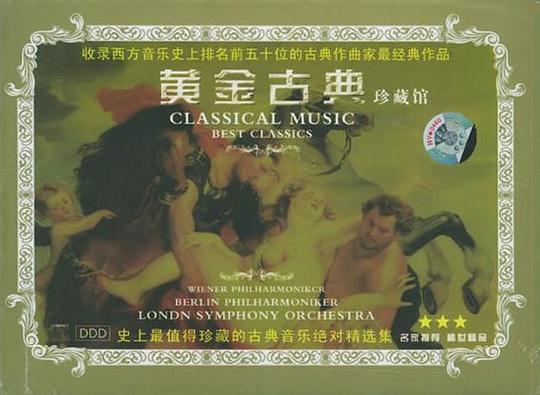 收录西方音乐史上排名前五十位的古典作曲家最经典作品
黄金古典 珍藏馆
CLASSICAL MUSIC
BEST CLASSICS
WIENER PHILHARMONIKCR
BERLIN PHILHARMONIKER
LONDN SYMPHONY ORCHESTRA
DDD
史上最值得珍藏的古典音乐绝对精选集
名家推荐